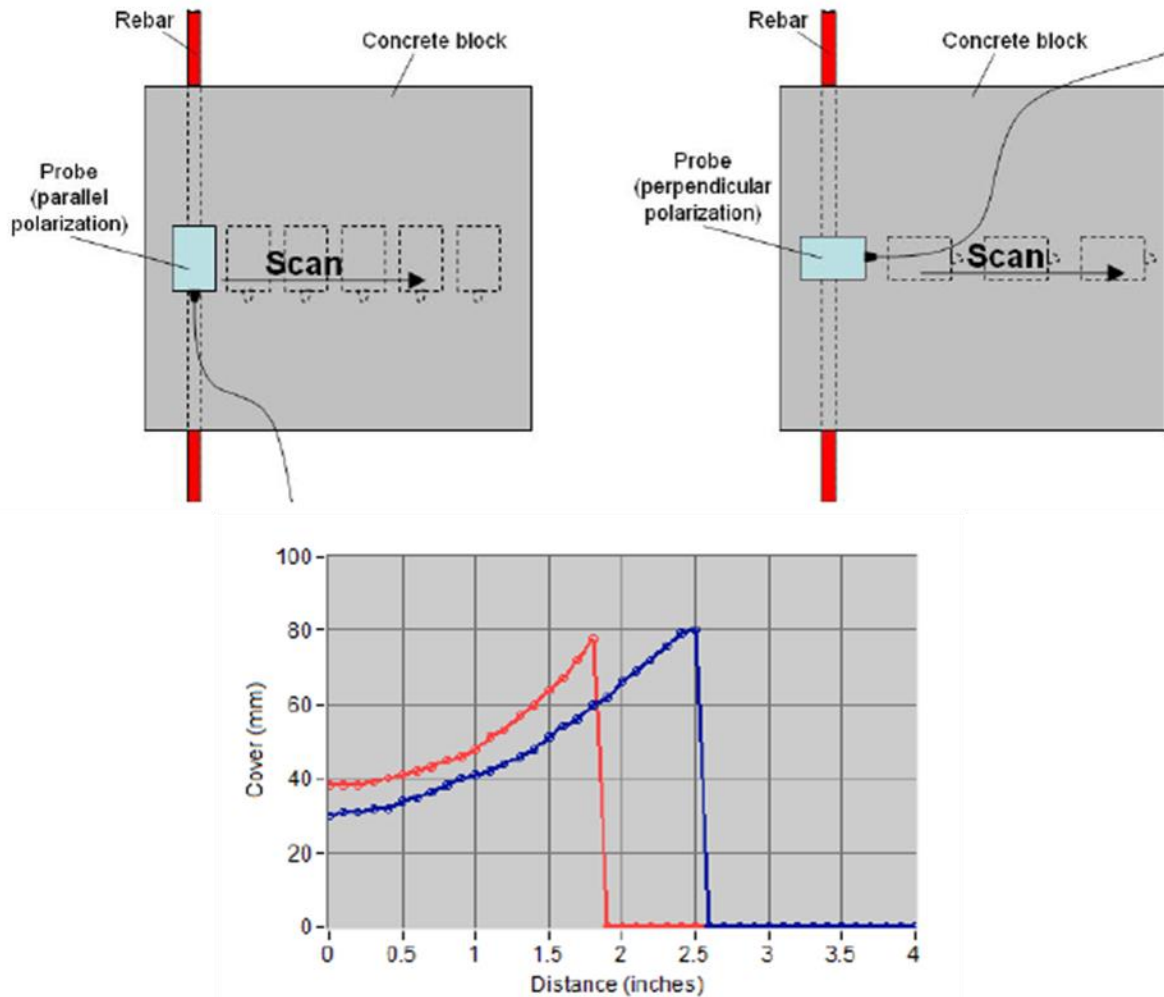 Rebar
Concrete block
Probe
(parallel
polarization)
Scan
Rebar
Concrete block
Probe
(perpendicular
polarization)
Scan
100
80
60
40
20
0
Cover (mm)
0 0.5 1 1.5 2 2.5 3 3.5 4
Distance (inches)